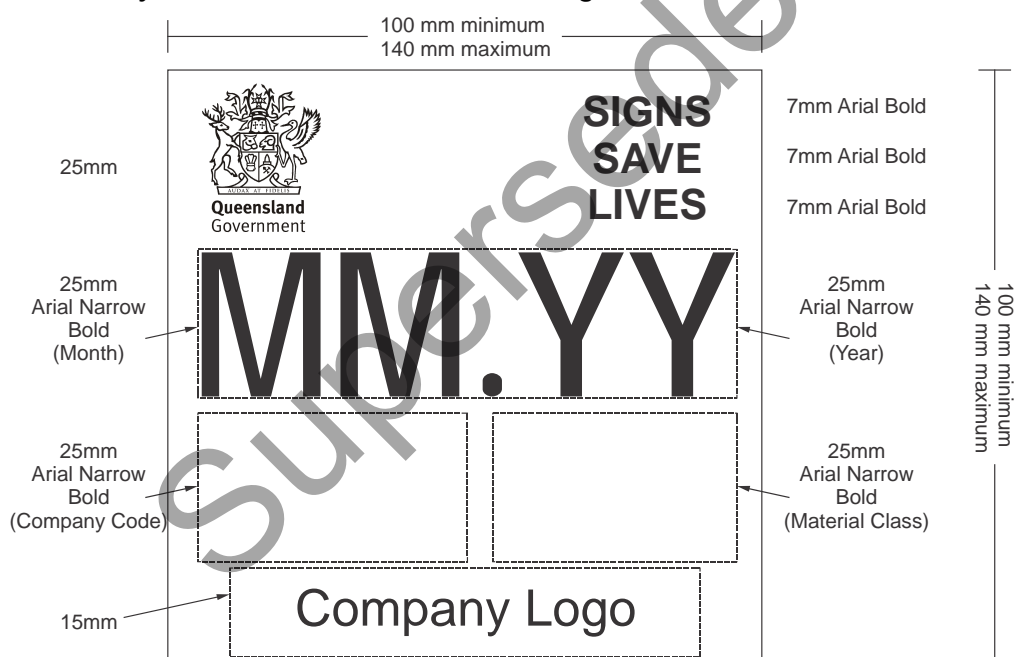 100 mm minimum
140 mm maximum
SIGNS
SAVE
LIVES
7mm Arial Bold
7mm Arial Bold
7mm Arial Bold
25mm
AUDAX AT FIDELIS
Queensland
Government
MM.YY
25mm
Arial Narrow
Bold
(Month)
25mm
Arial Narrow
Bold
(Year)
100 mm minimum
140 mm maximum
25mm
Arial Narrow
Bold
(Company Code)
25mm
Arial Narrow
Bold
(Material Class)
15mm
Company Logo